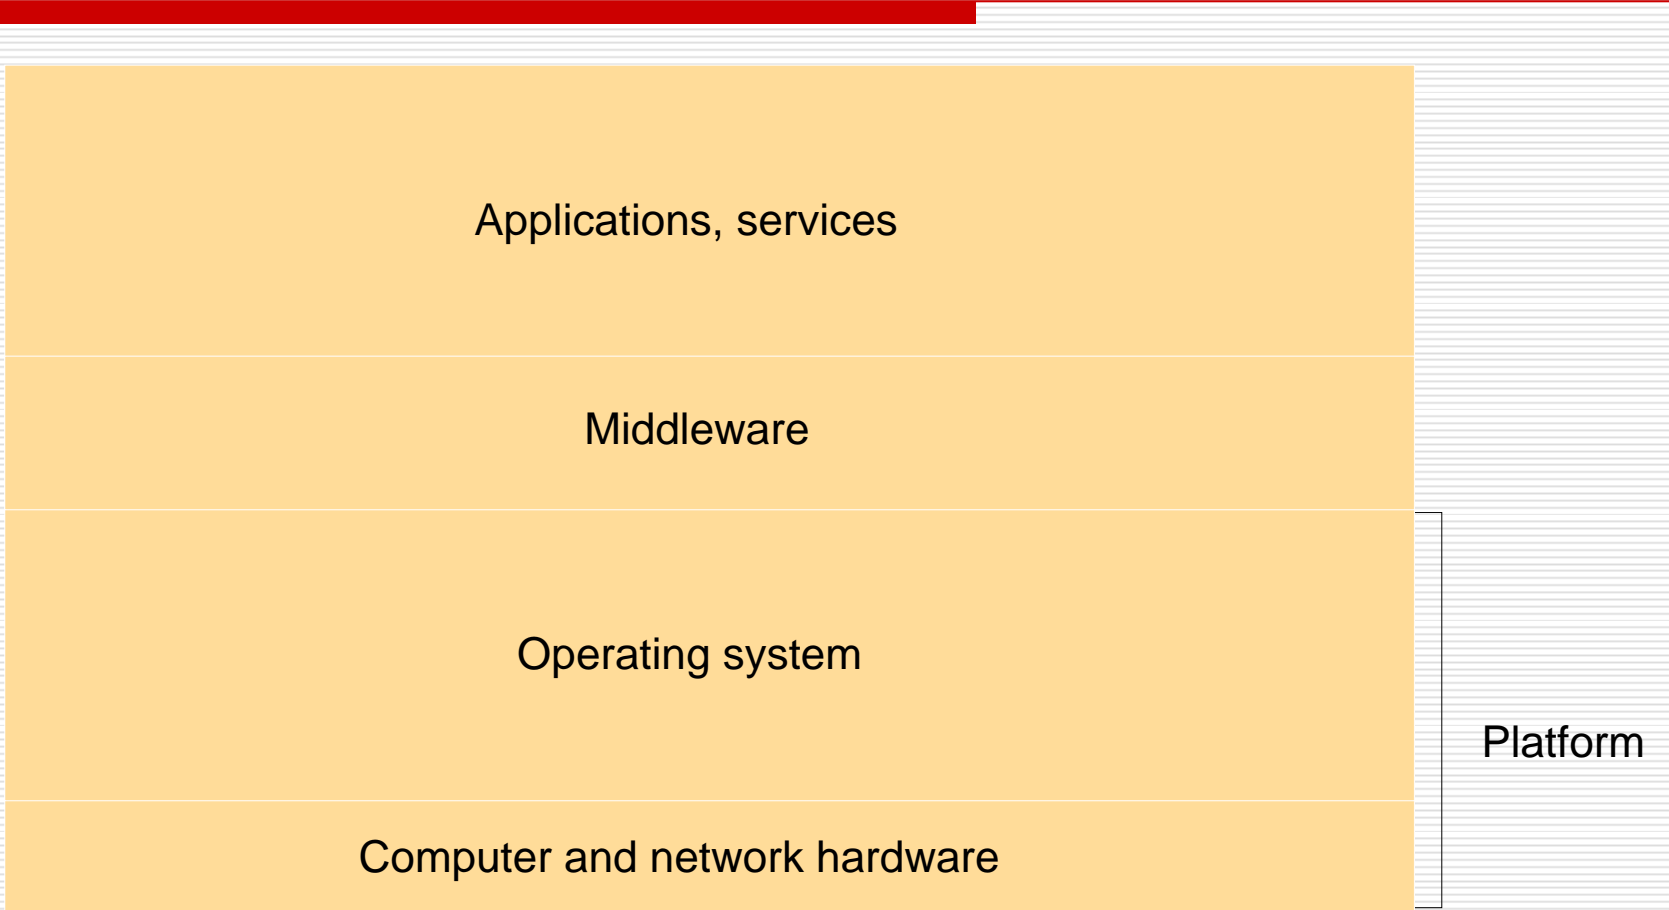 Applications, services
Middleware
Operating system
Platform
Computer and network hardware